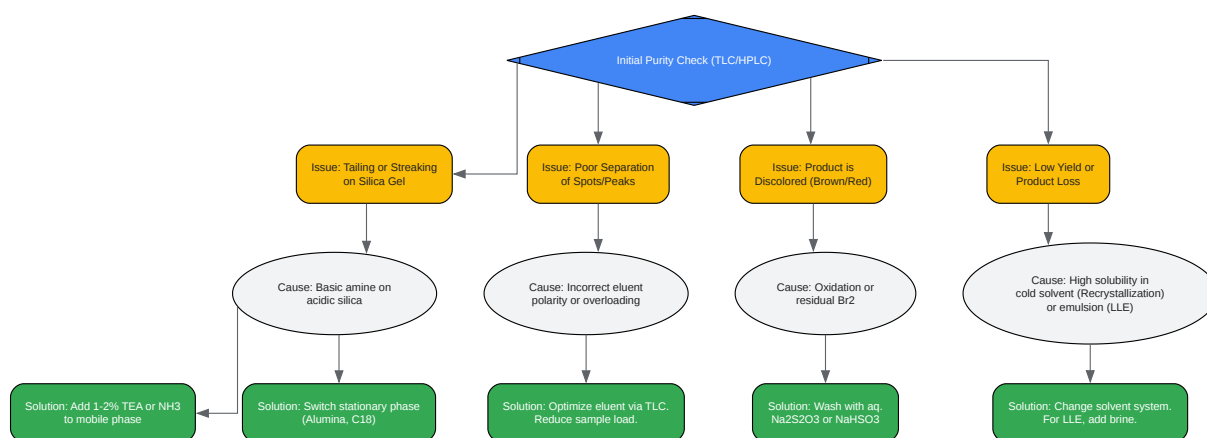 Initial Purity Check (TLC/HPLC)
Issue: Tailing or Streaking
on Silica Gel
Issue: Poor Separation
of Spots/Peaks
Issue: Product is
Discolored (Brown/Red)
Issue: Low Yield or
Product Loss
Cause: Basic amine on
acidic silica
Cause: Incorrect eluent
polarity or overloading
Cause: Oxidation or
residual Br2
Cause: High solubility in
cold solvent (Recrystallization)
or emulsion (LLE)
Solution: Add 1-2% TEA or NH3
to mobile phase
Solution: Switch stationary phase
(Alumina, C18)
Solution: Optimize eluent via TLC.
Reduce sample load.
Solution: Wash with aq.
Na2S2O3 or NaHSO3
Solution: Change solvent system.
For LLE, add brine.